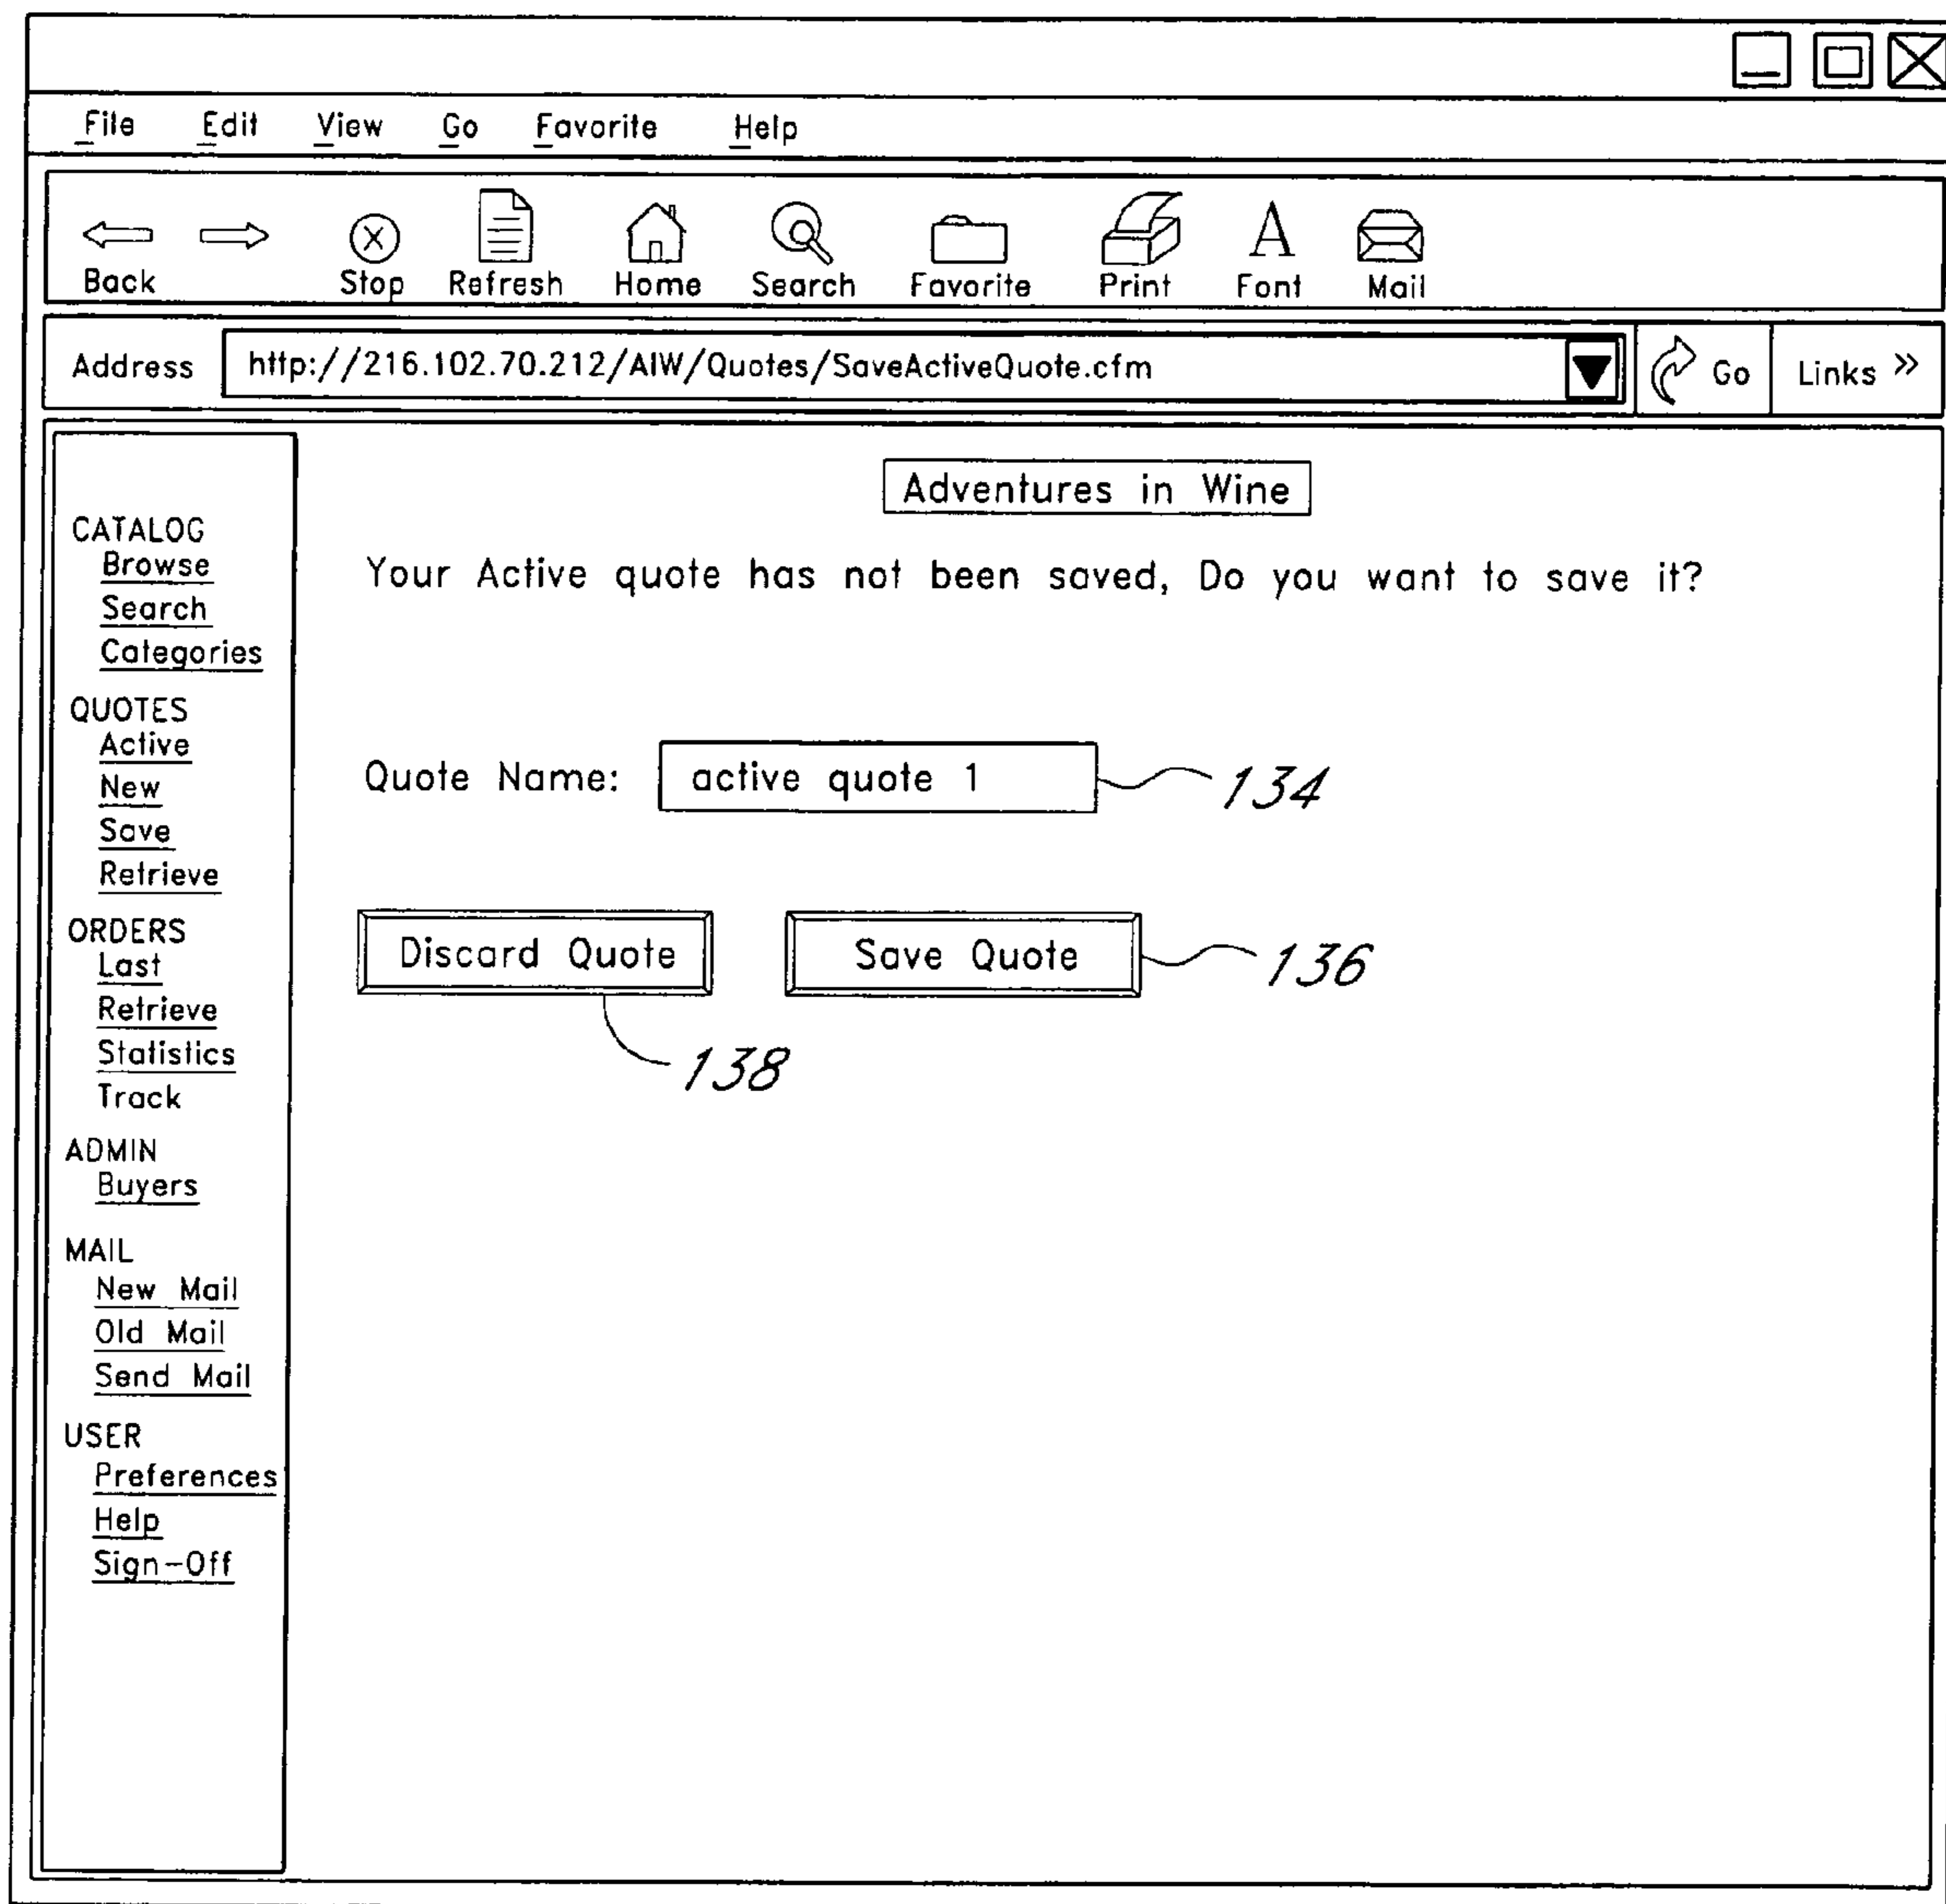 File Edit View Go Favorite Help
Back Stop Refresh Home Search Favorite Print Font Mail
Address http://216.102.70.212/AIW/Quotes/SaveActiveQuote.cfm Go Links »
CATALOG
Browse
Search
Categories
QUOTES
Active
New
Save
Retrieve
ORDERS
Last
Retrieve
Statistics
Track
ADMIN
Buyers
MAIL
New Mail
Old Mail
Send Mail
USER
Preferences
Help
Sign-Off
Adventures in Wine
Your Active quote has not been saved, Do you want to save it?
Quote Name: active quote 1 134
Discard Quote Save Quote 136
138